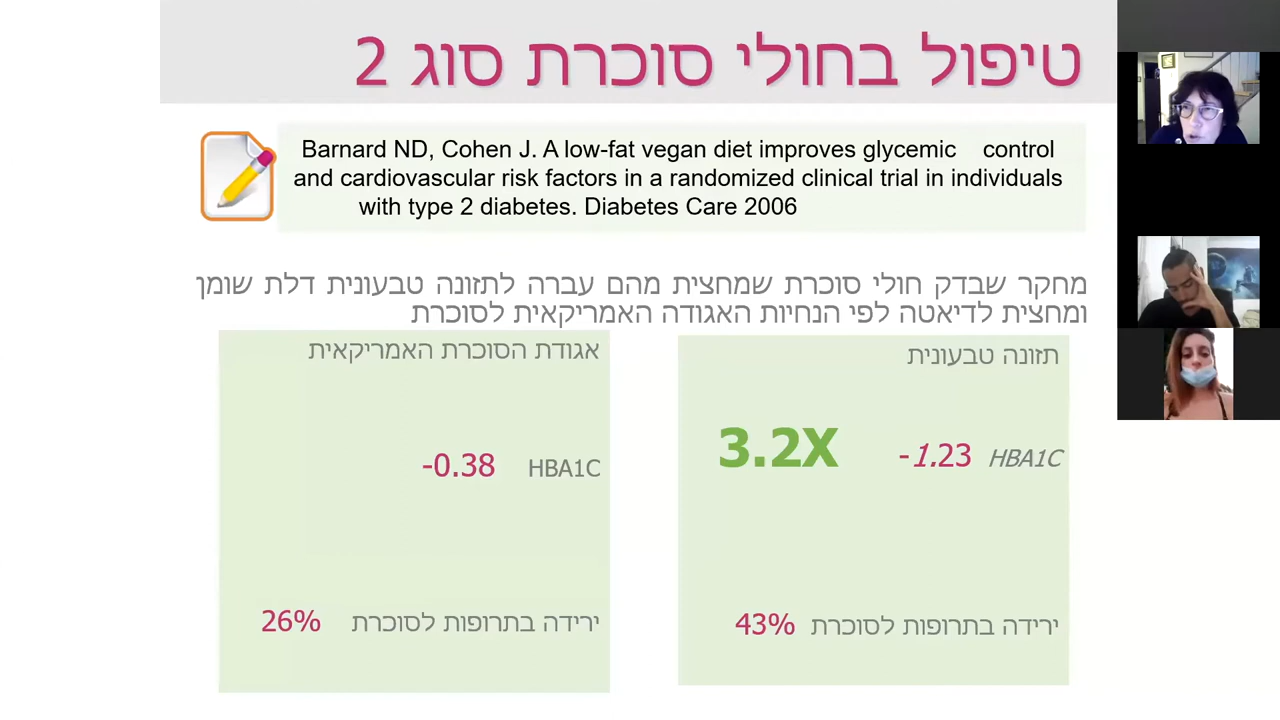 טיפול בחולי סוכרת סוג 2
Barnard ND, Cohen J. A low-fat vegan diet improves glycemic control
and cardiovascular risk factors in a randomized clinical trial in individuals
with type 2 diabetes. Diabetes Care 2006
מחקר שבדק חולי סוכרת שמחצית מהם עברה לתזונה טבעונית דלת שומן
ומחצית לדיאטה לפי הנחיות האגודה האמריקאית לסוכרת
תזונה טבעונית
HBA1C -1.23 3.2X
ירידה בתרופות לסוכרת 43%
אגודת הסוכרת האמריקאית
HBA1C -0.38
ירידה בתרופות לסוכרת 26%